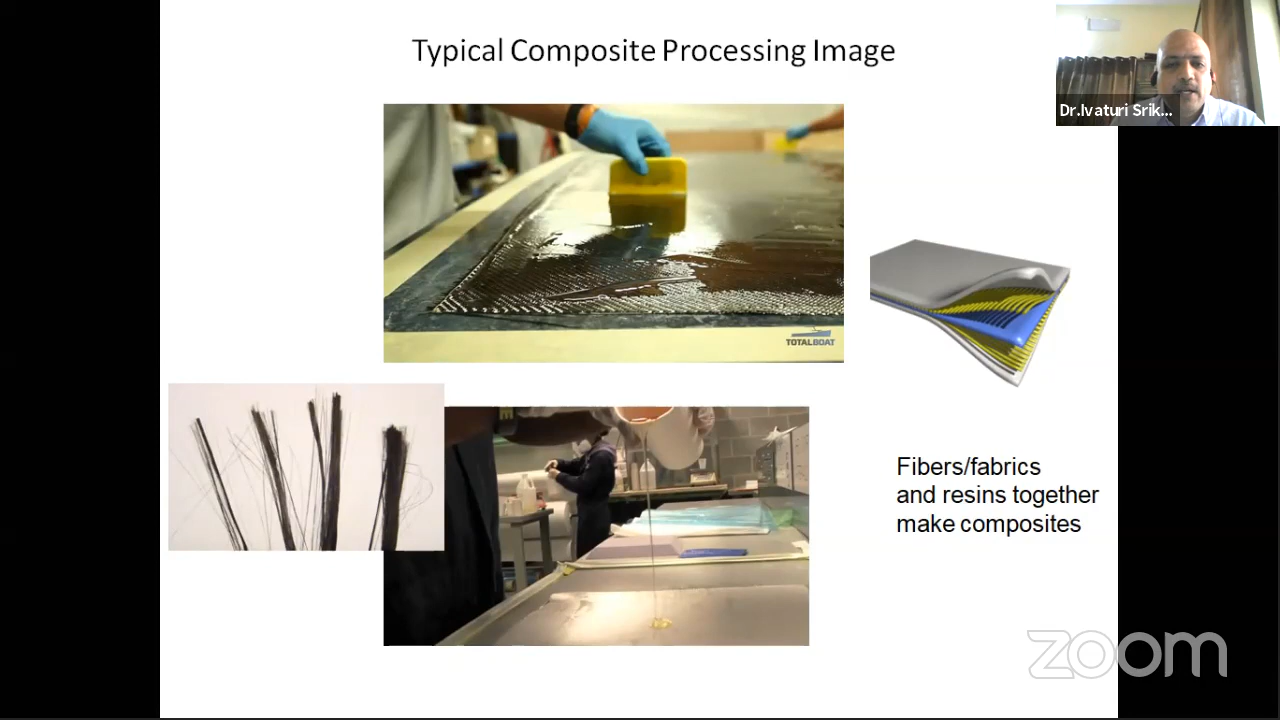 Typical Composite Processing Image
Dr.Ivaturi Srik...
TOTALBOAT
Fibers/fabrics
and resins together
make composites
zoom